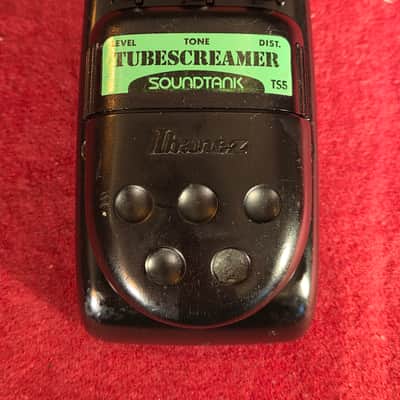 LEVEL TONE DIST.
TUBESCREAMER
SOUNDTANK TS5
Ibanez